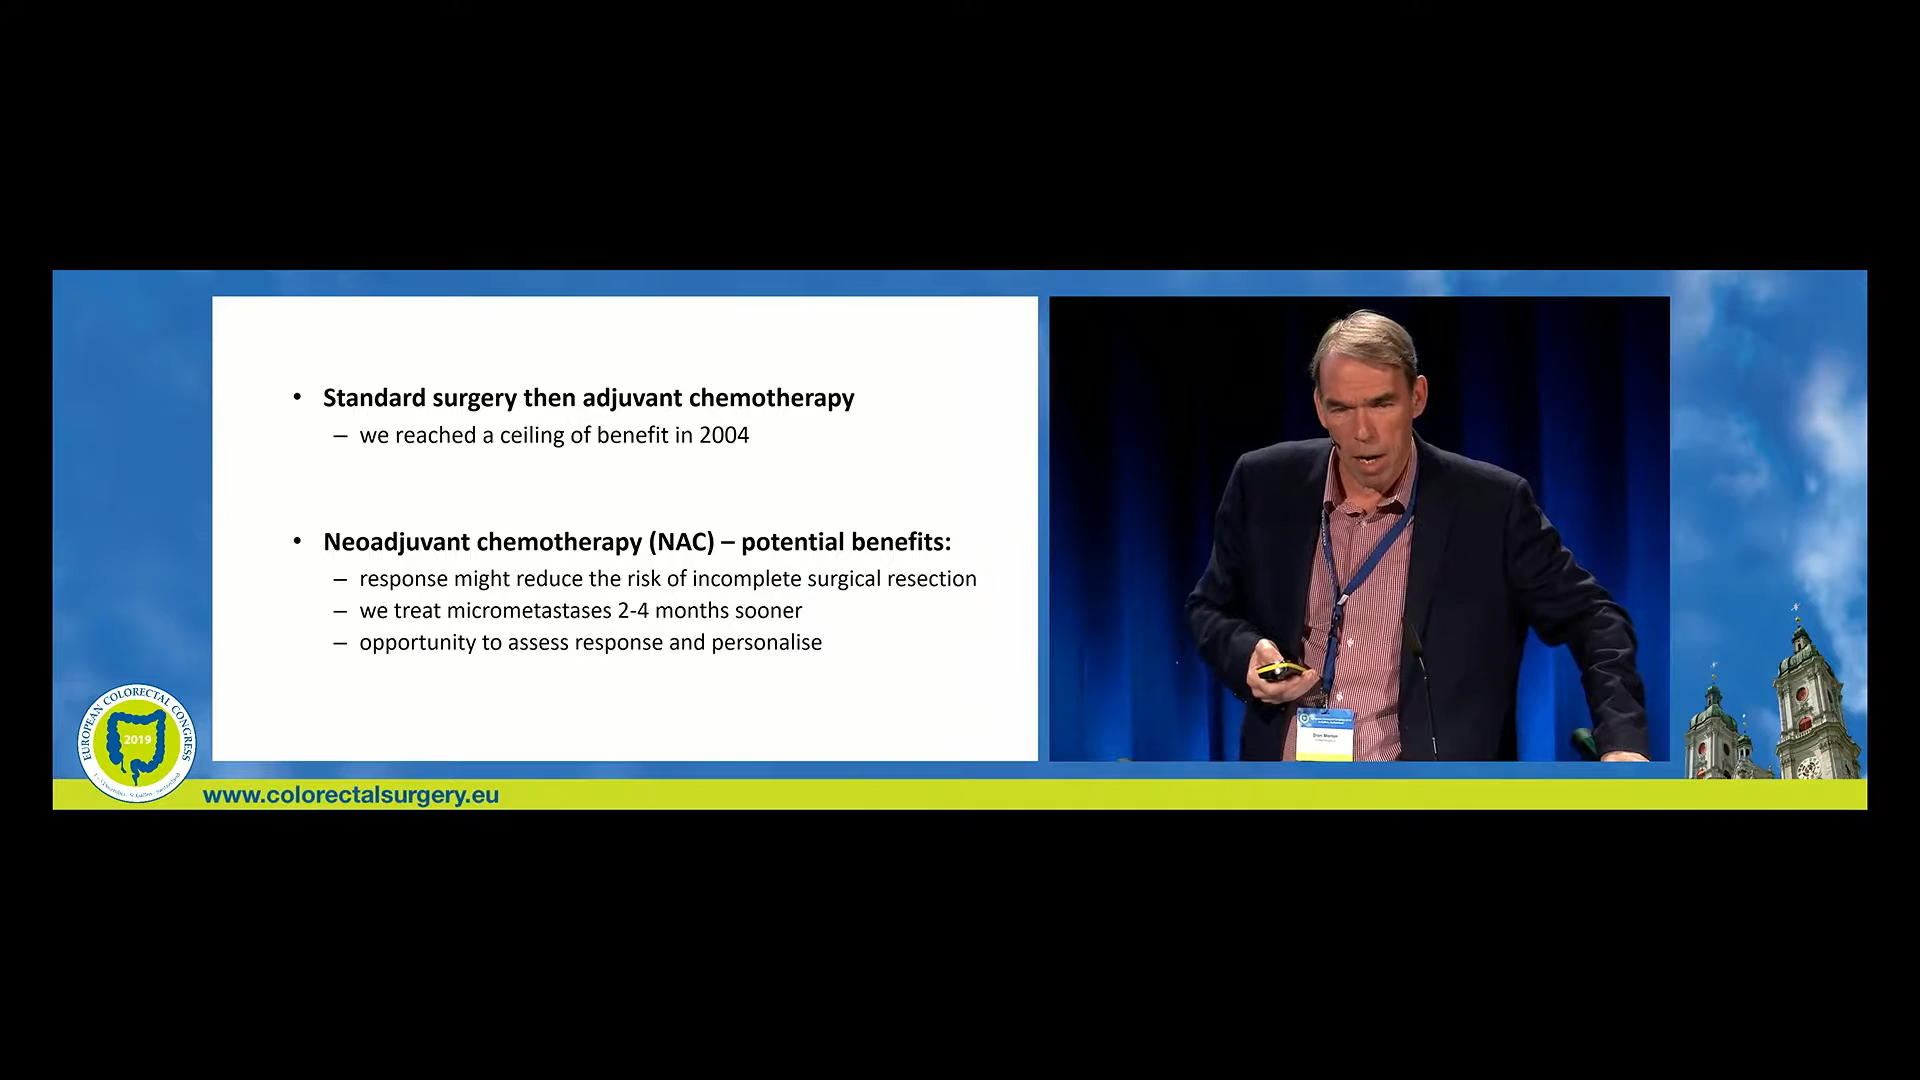 • Standard surgery then adjuvant chemotherapy
– we reached a ceiling of benefit in 2004
• Neoadjuvant chemotherapy (NAC) – potential benefits:
– response might reduce the risk of incomplete surgical resection
– we treat micrometastases 2-4 months sooner
– opportunity to assess response and personalise
EUROPEAN COLORECTAL CONGRESS
2019
www.colorectalsurgery.eu
Dion Morton